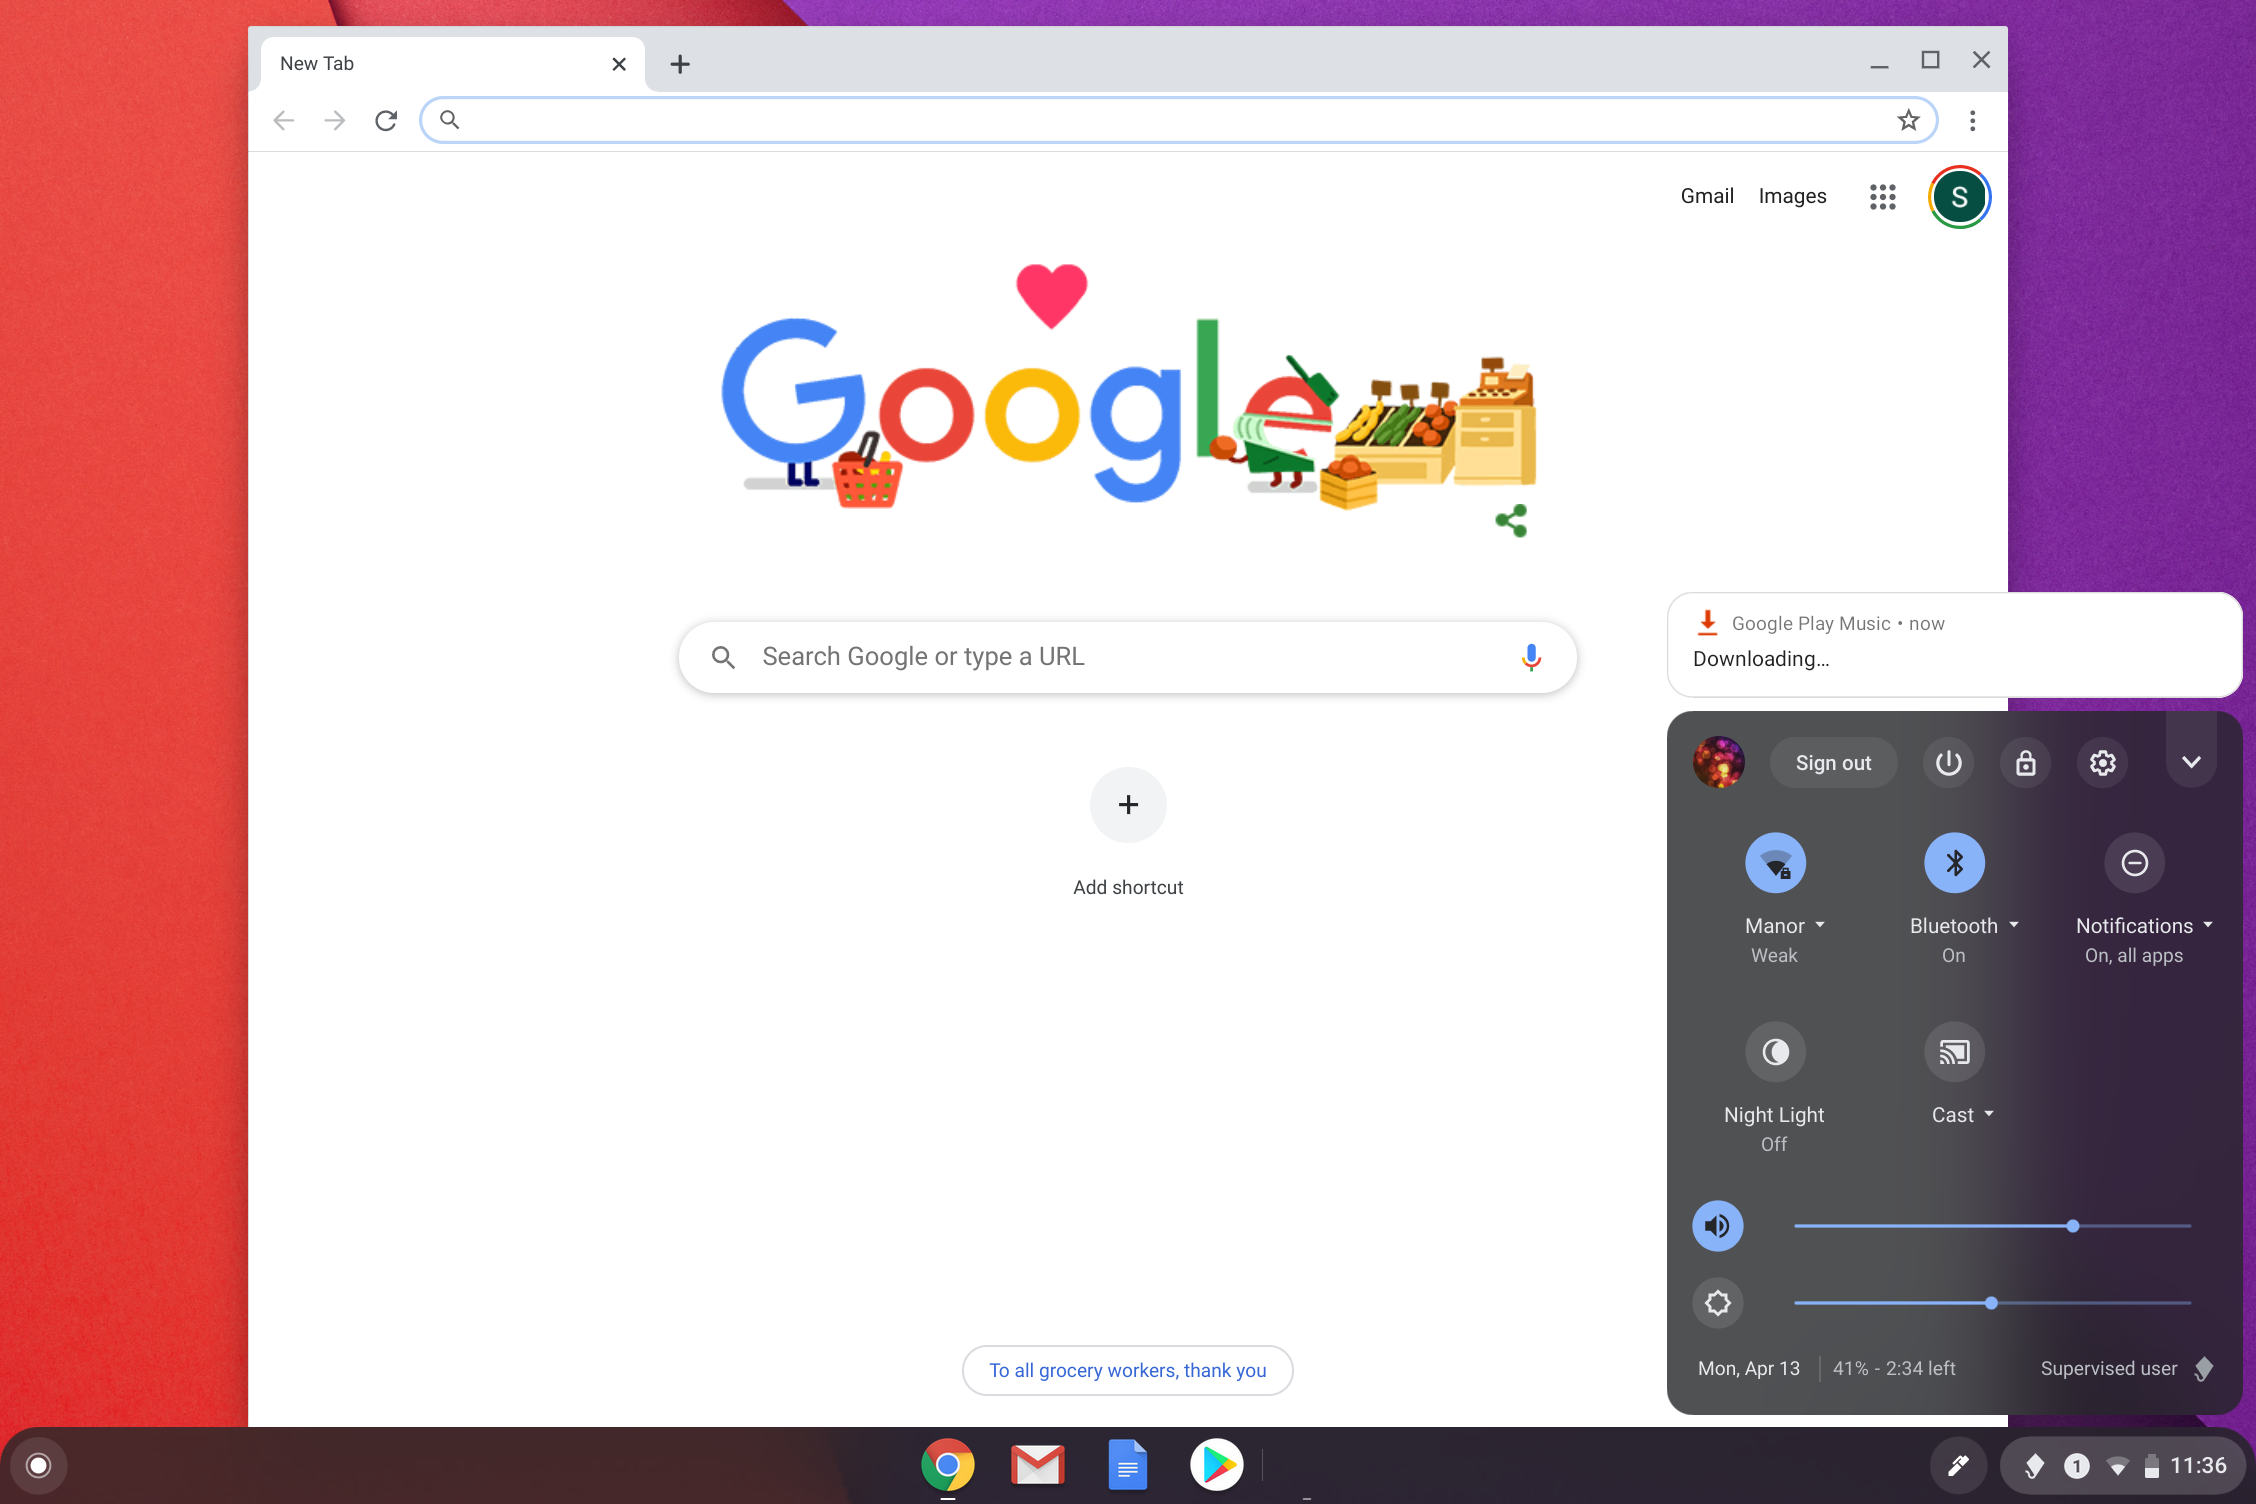 New Tab
Gmail Images
S
Google
Search Google or type a URL
Add shortcut
To all grocery workers, thank you
Google Play Music • now
Downloading...
Sign out
Manor
Weak
Bluetooth
On
Notifications
On, all apps
Night Light
Off
Cast
Mon, Apr 13
41% - 2:34 left
Supervised user
1
11:36